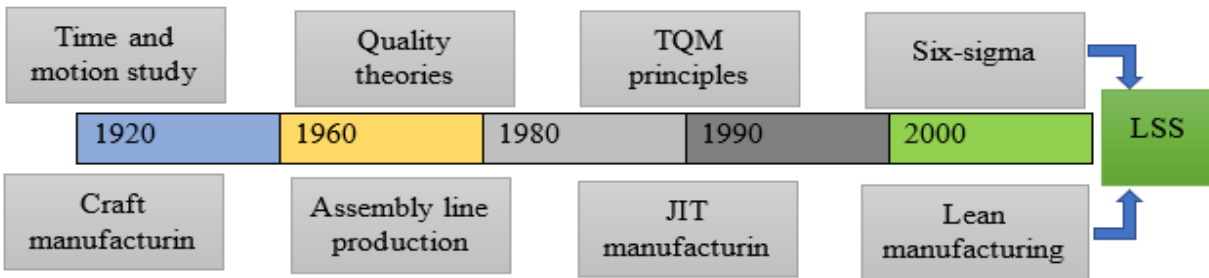 Time and
motion study
Quality
theories
TQM
principles
Six-sigma
1920
1960
1980
1990
2000
LSS
Craft
manufacturin
Assembly line
production
JIT
manufacturin
Lean
manufacturing